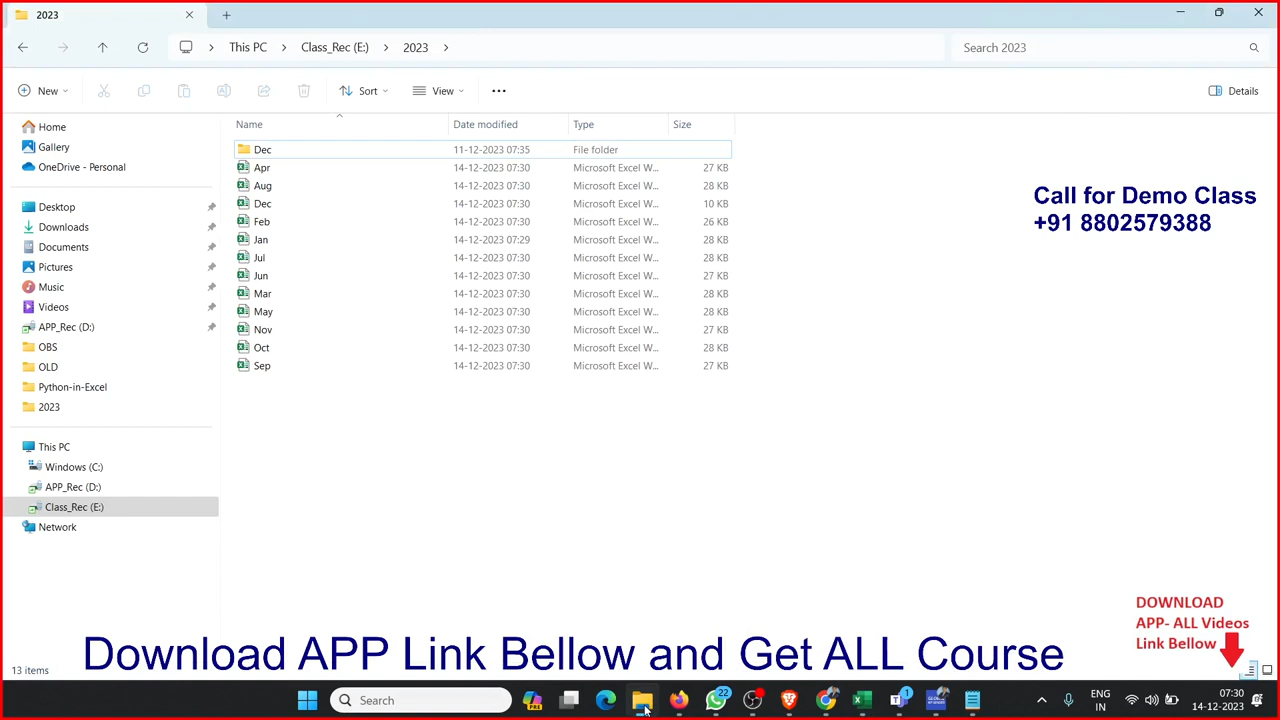 2023
This PC
Class_Rec (E:)
2023
Search 2023
New
Sort
View
Details
Name
Date modified
Type
Size
Home
Gallery
OneDrive - Personal
Desktop
Downloads
Documents
Pictures
Music
Videos
APP_Rec (D:)
OBS
OLD
Python-in-Excel
2023
This PC
Windows (C:)
APP_Rec (D:)
Class_Rec (E:)
Network
Dec 11-12-2023 07:35 File folder
Apr 14-12-2023 07:30 Microsoft Excel W... 27 KB
Aug 14-12-2023 07:30 Microsoft Excel W... 28 KB
Dec 14-12-2023 07:30 Microsoft Excel W... 10 KB
Feb 14-12-2023 07:30 Microsoft Excel W... 26 KB
Jan 14-12-2023 07:29 Microsoft Excel W... 28 KB
Jul 14-12-2023 07:30 Microsoft Excel W... 28 KB
Jun 14-12-2023 07:30 Microsoft Excel W... 27 KB
Mar 14-12-2023 07:30 Microsoft Excel W... 28 KB
May 14-12-2023 07:30 Microsoft Excel W... 28 KB
Nov 14-12-2023 07:30 Microsoft Excel W... 27 KB
Oct 14-12-2023 07:30 Microsoft Excel W... 28 KB
Sep 14-12-2023 07:30 Microsoft Excel W... 27 KB
Call for Demo Class
+91 8802579388
DOWNLOAD
APP- ALL Videos
Link Bellow
Download APP Link Bellow and Get ALL Course
13 items
Search
PRE
22
1
ENG
IN
07:30
14-12-2023